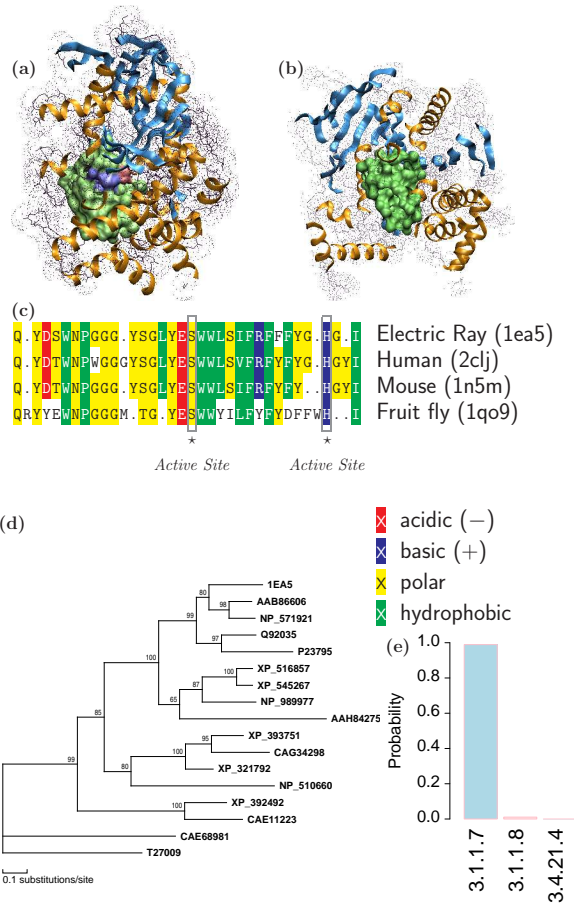 (a)
(b)
(c)
Q.YDSWNPGGG.YSGLYESWWLSIFRFFFYG.HG.I Electric Ray (1ea5)
Q.YDTWNPWGGGYSGLYESWWLSVFRFYFYG.HGYI Human (2clj)
Q.YDTWNPGGGGYSGLYESWWLSIFRFYFY..HGYI Mouse (1n5m)
QRYYEWNPGGGM.TG.YESWWYILFYFYDFFWH..I Fruit fly (1qo9)
⋆ ⋆
Active Site Active Site
X acidic (−)
X basic (+)
X polar
X hydrophobic
(d)
1EA5
80
AAB86606
98
NP_571921
99
Q92035
97
P23795
100
XP_516857
100
XP_545267
87
NP_989977
65
AAH84275
85
XP_393751
95
CAG34298
100
XP_321792
80
NP_510660
99
XP_392492
100
CAE11223
CAE68981
T27009
0.1 substitutions/site
(e)
Probability
1.0
0.8
0.6
0.4
0.2
0.0
3.1.1.7
3.1.1.8
3.4.21.4